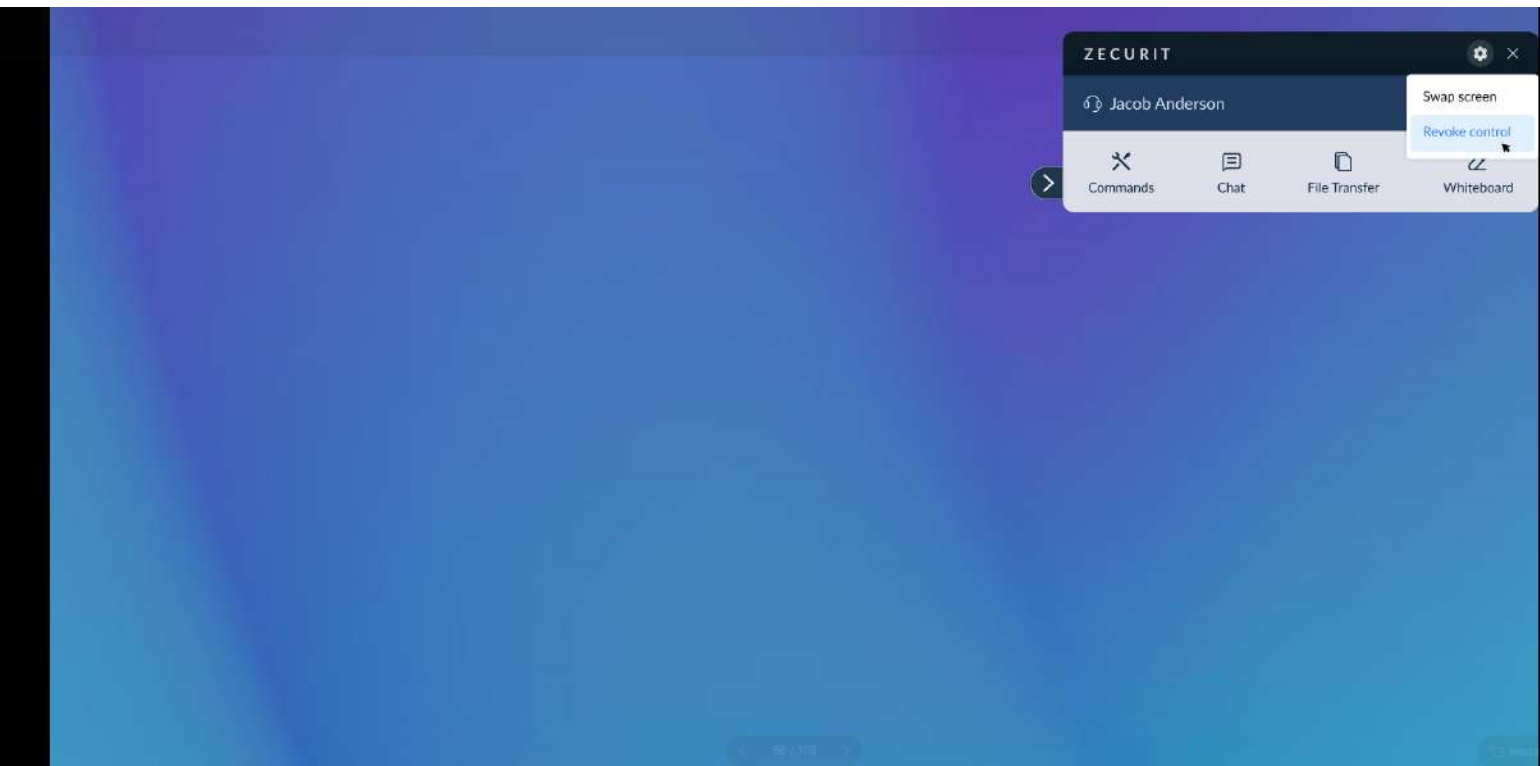 ZECURIT
Jacob Anderson
Swap screen
Revoke control
Commands
Chat
File Transfer
Whiteboard